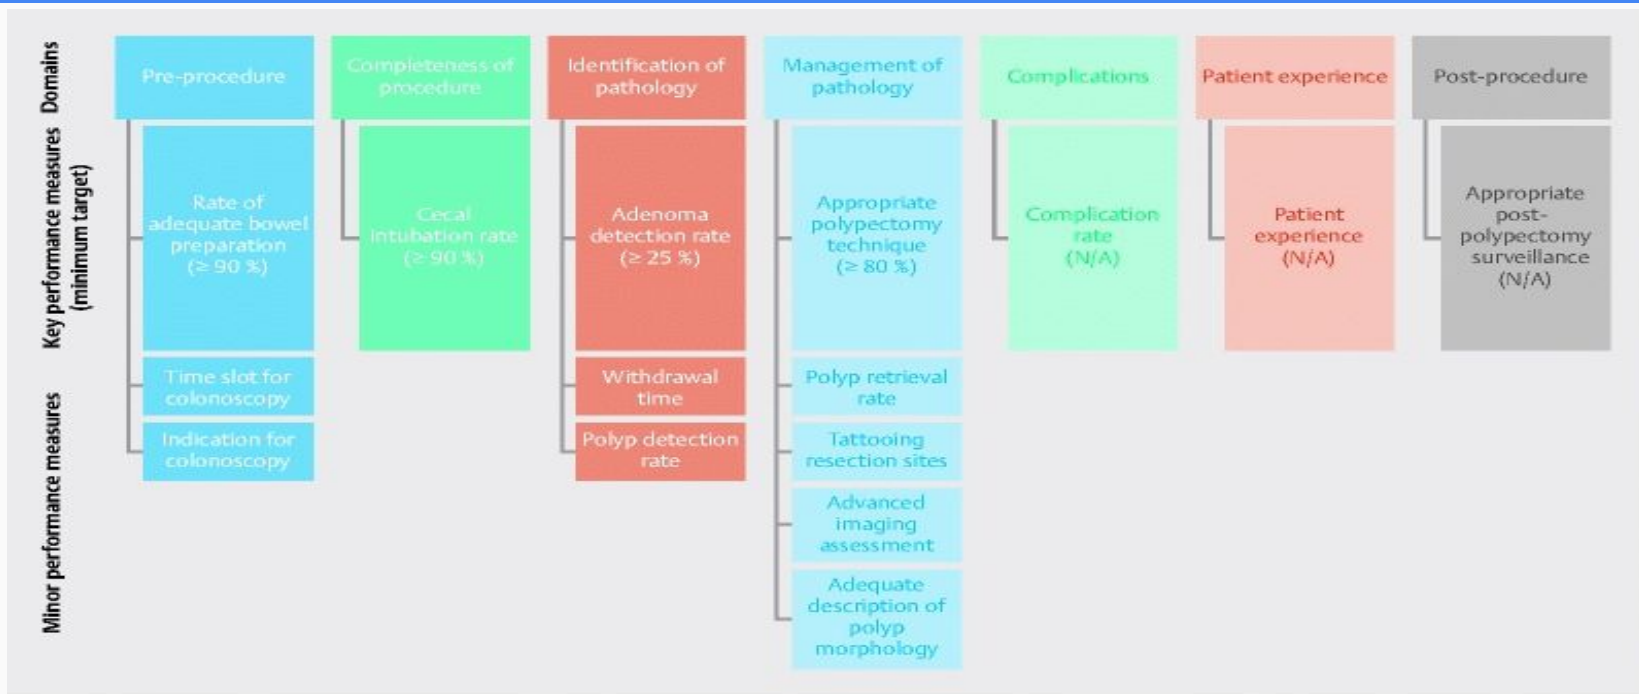 Domains
Key performance measures
(minimum target)
Minor performance measures
Pre-procedure
Rate of
adequate bowel
preparation
(≥ 90 %)
Time slot for
colonoscopy
Indication for
colonoscopy
Completeness of
procedure
Cecal
intubation rate
(≥ 90 %)
Identification of
pathology
Adenoma
detection rate
(≥ 25 %)
Withdrawal
time
Polyp detection
rate
Management of
pathology
Appropriate
polypectomy
technique
(≥ 80 %)
Polyp retrieval
rate
Tattooing
resection sites
Advanced
imaging
assessment
Adequate
description of
polyp
morphology
Complications
Complication
rate
(N/A)
Patient experience
Patient
experience
(N/A)
Post-procedure
Appropriate
post-
polypectomy
surveillance
(N/A)